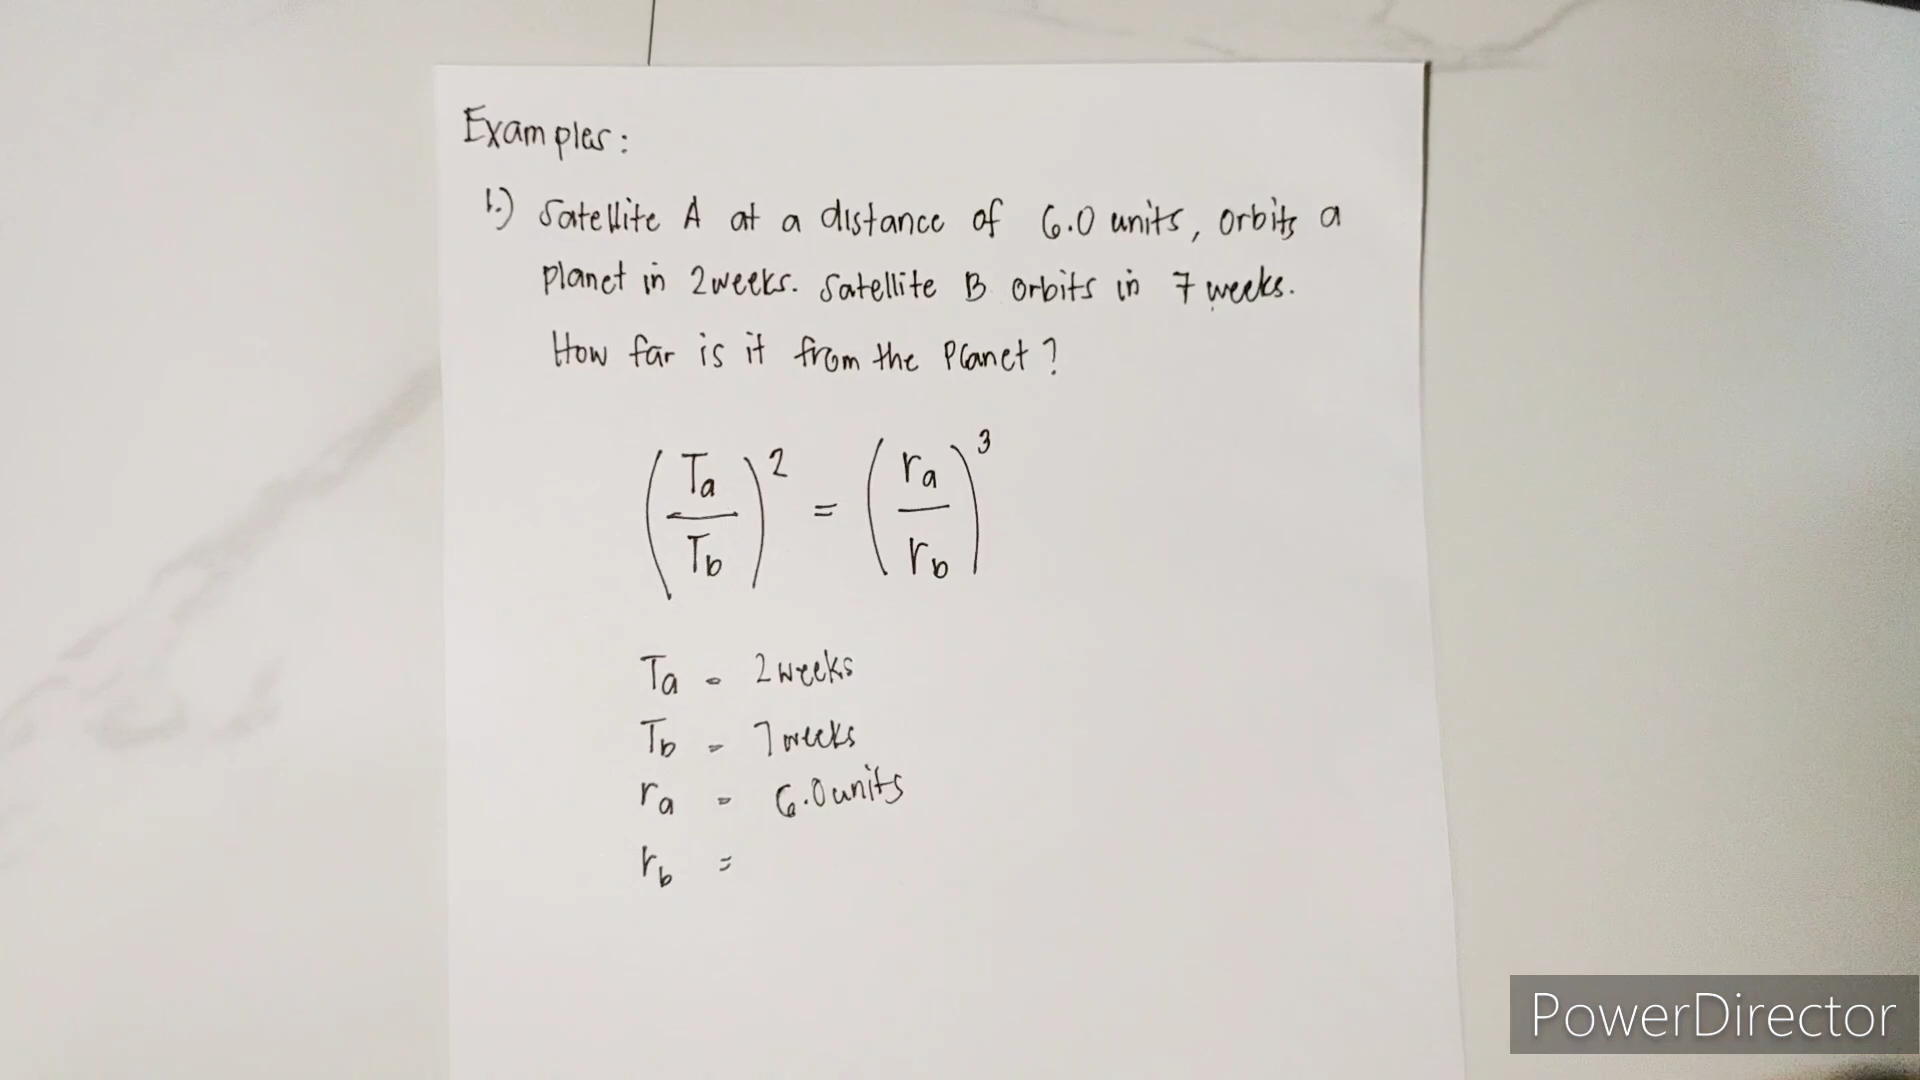 Examples:
1.) Satellite A at a distance of 6.0 units, orbits a
planet in 2weeks. Satellite B orbits in 7 weeks.
How far is it from the Planet?
(Ta/Tb)² = (ra/rb)³
Ta = 2weeks
Tb = 7weeks
ra = 6.0units
rb =
PowerDirector